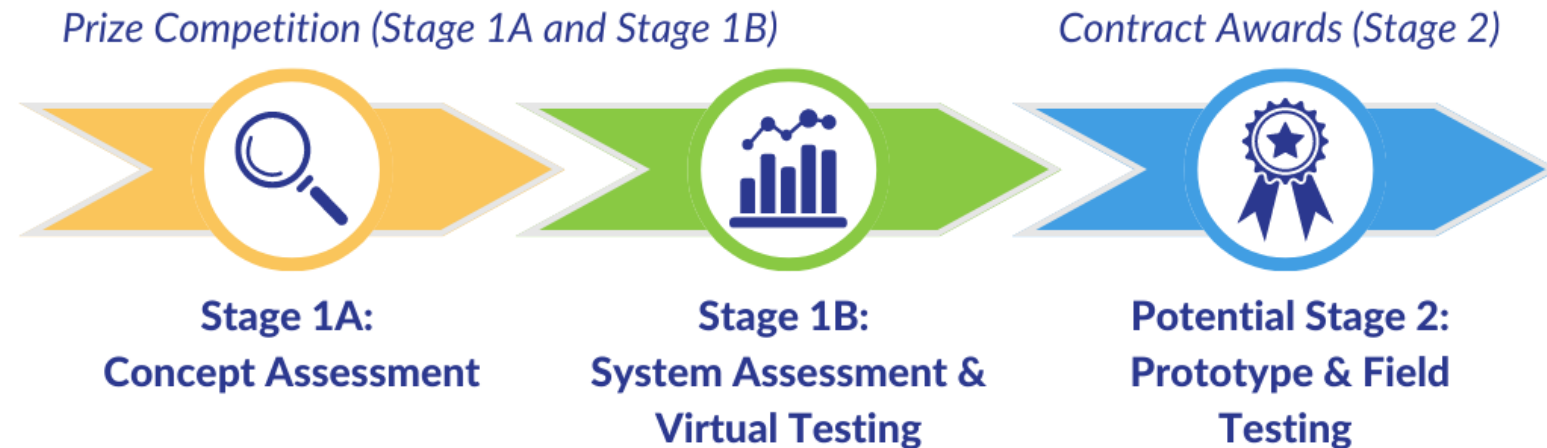 Prize Competition (Stage 1A and Stage 1B)
Contract Awards (Stage 2)
Stage 1A:
Concept Assessment
Stage 1B:
System Assessment &
Virtual Testing
Potential Stage 2:
Prototype & Field
Testing